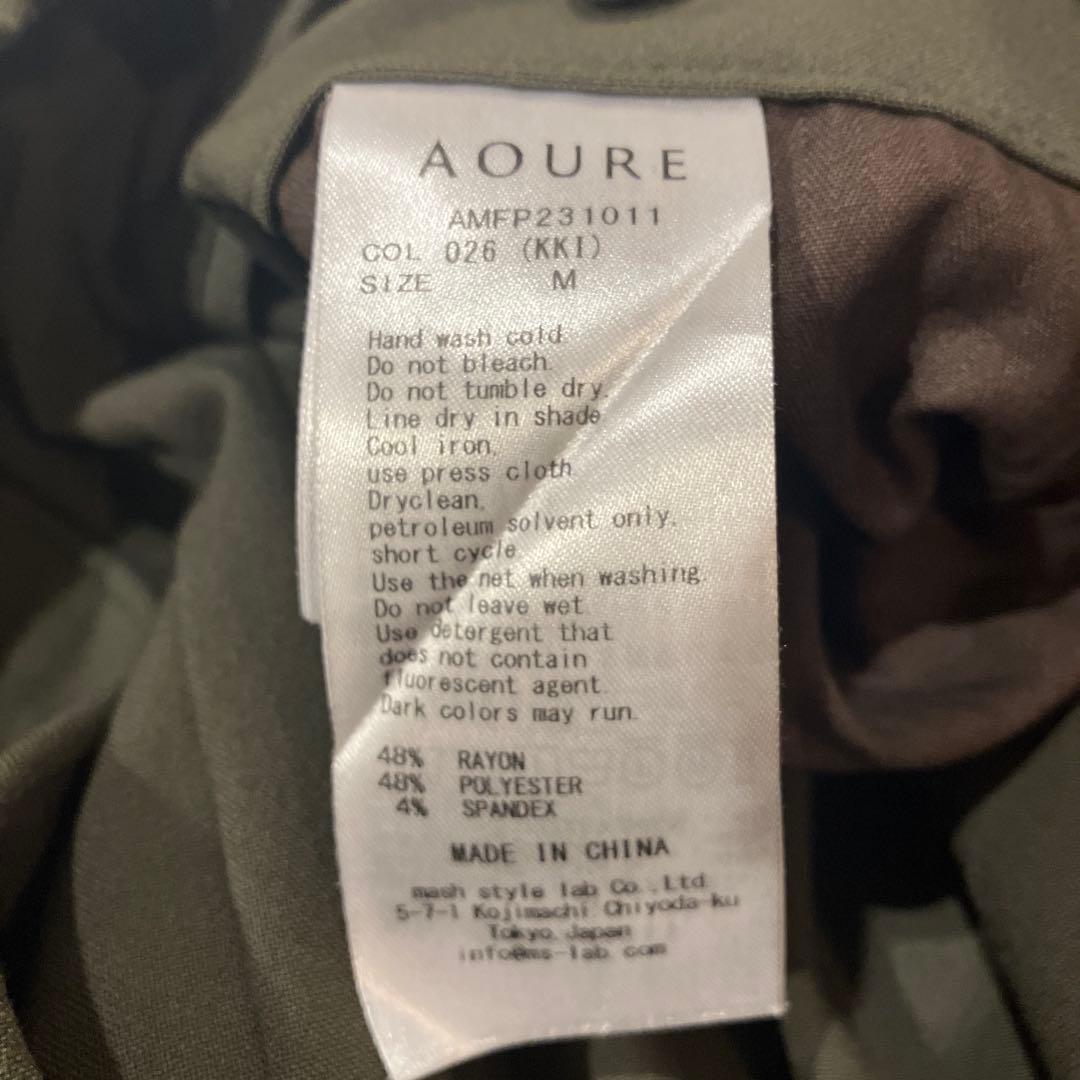 AOURE
AMFP231011
COL 026 (KKI)
SIZE M
Hand wash cold.
Do not bleach.
Do not tumble dry.
Line dry in shade.
Cool iron,
use press cloth.
Dryclean,
petroleum solvent only,
short cycle.
Use the net when washing.
Do not leave wet.
Use detergent that
does not contain
fluorescent agent.
Dark colors may run.
48% RAYON
48% POLYESTER
4% SPANDEX
MADE IN CHINA
mash style lab Co.,Ltd.
5-7-1 Kojimachi Chiyoda-ku
Tokyo Japan
info@ms-lab.com